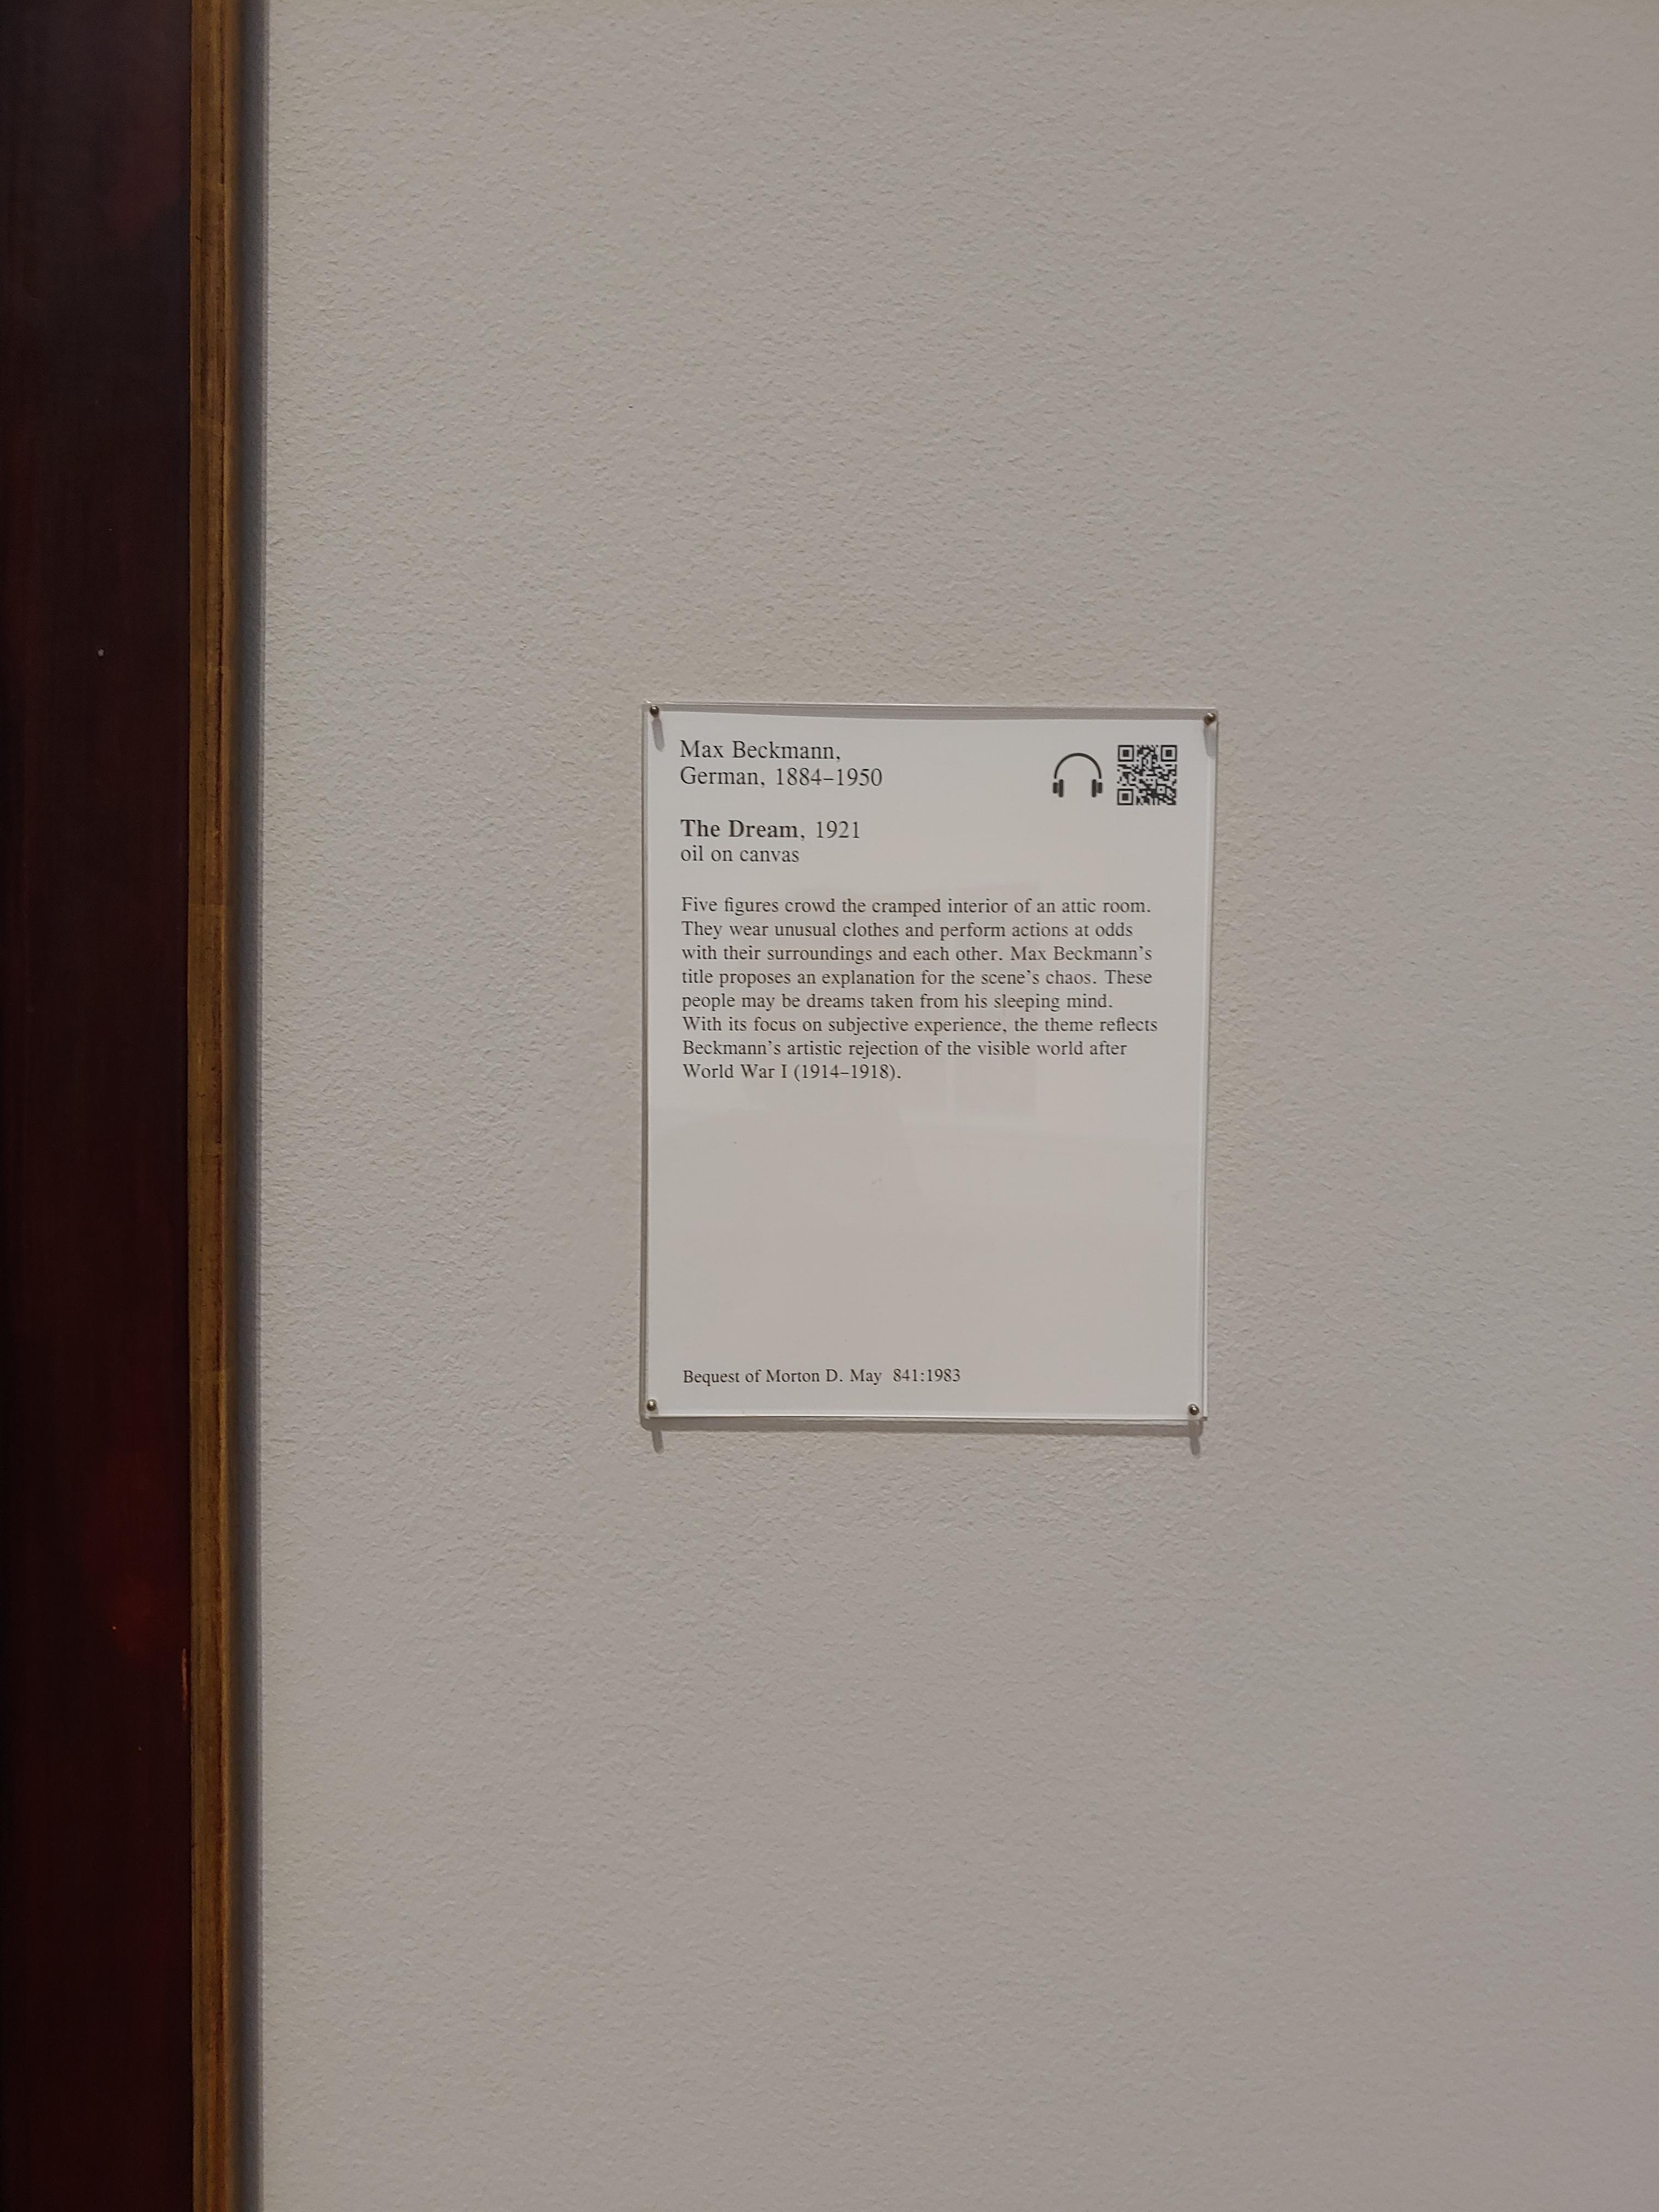 Max Beckmann,
German, 1884–1950
The Dream, 1921
oil on canvas
Five figures crowd the cramped interior of an attic room.
They wear unusual clothes and perform actions at odds
with their surroundings and each other. Max Beckmann's
title proposes an explanation for the scene's chaos. These
people may be dreams taken from his sleeping mind.
With its focus on subjective experience, the theme reflects
Beckmann's artistic rejection of the visible world after
World War I (1914–1918).
Bequest of Morton D. May 841:1983